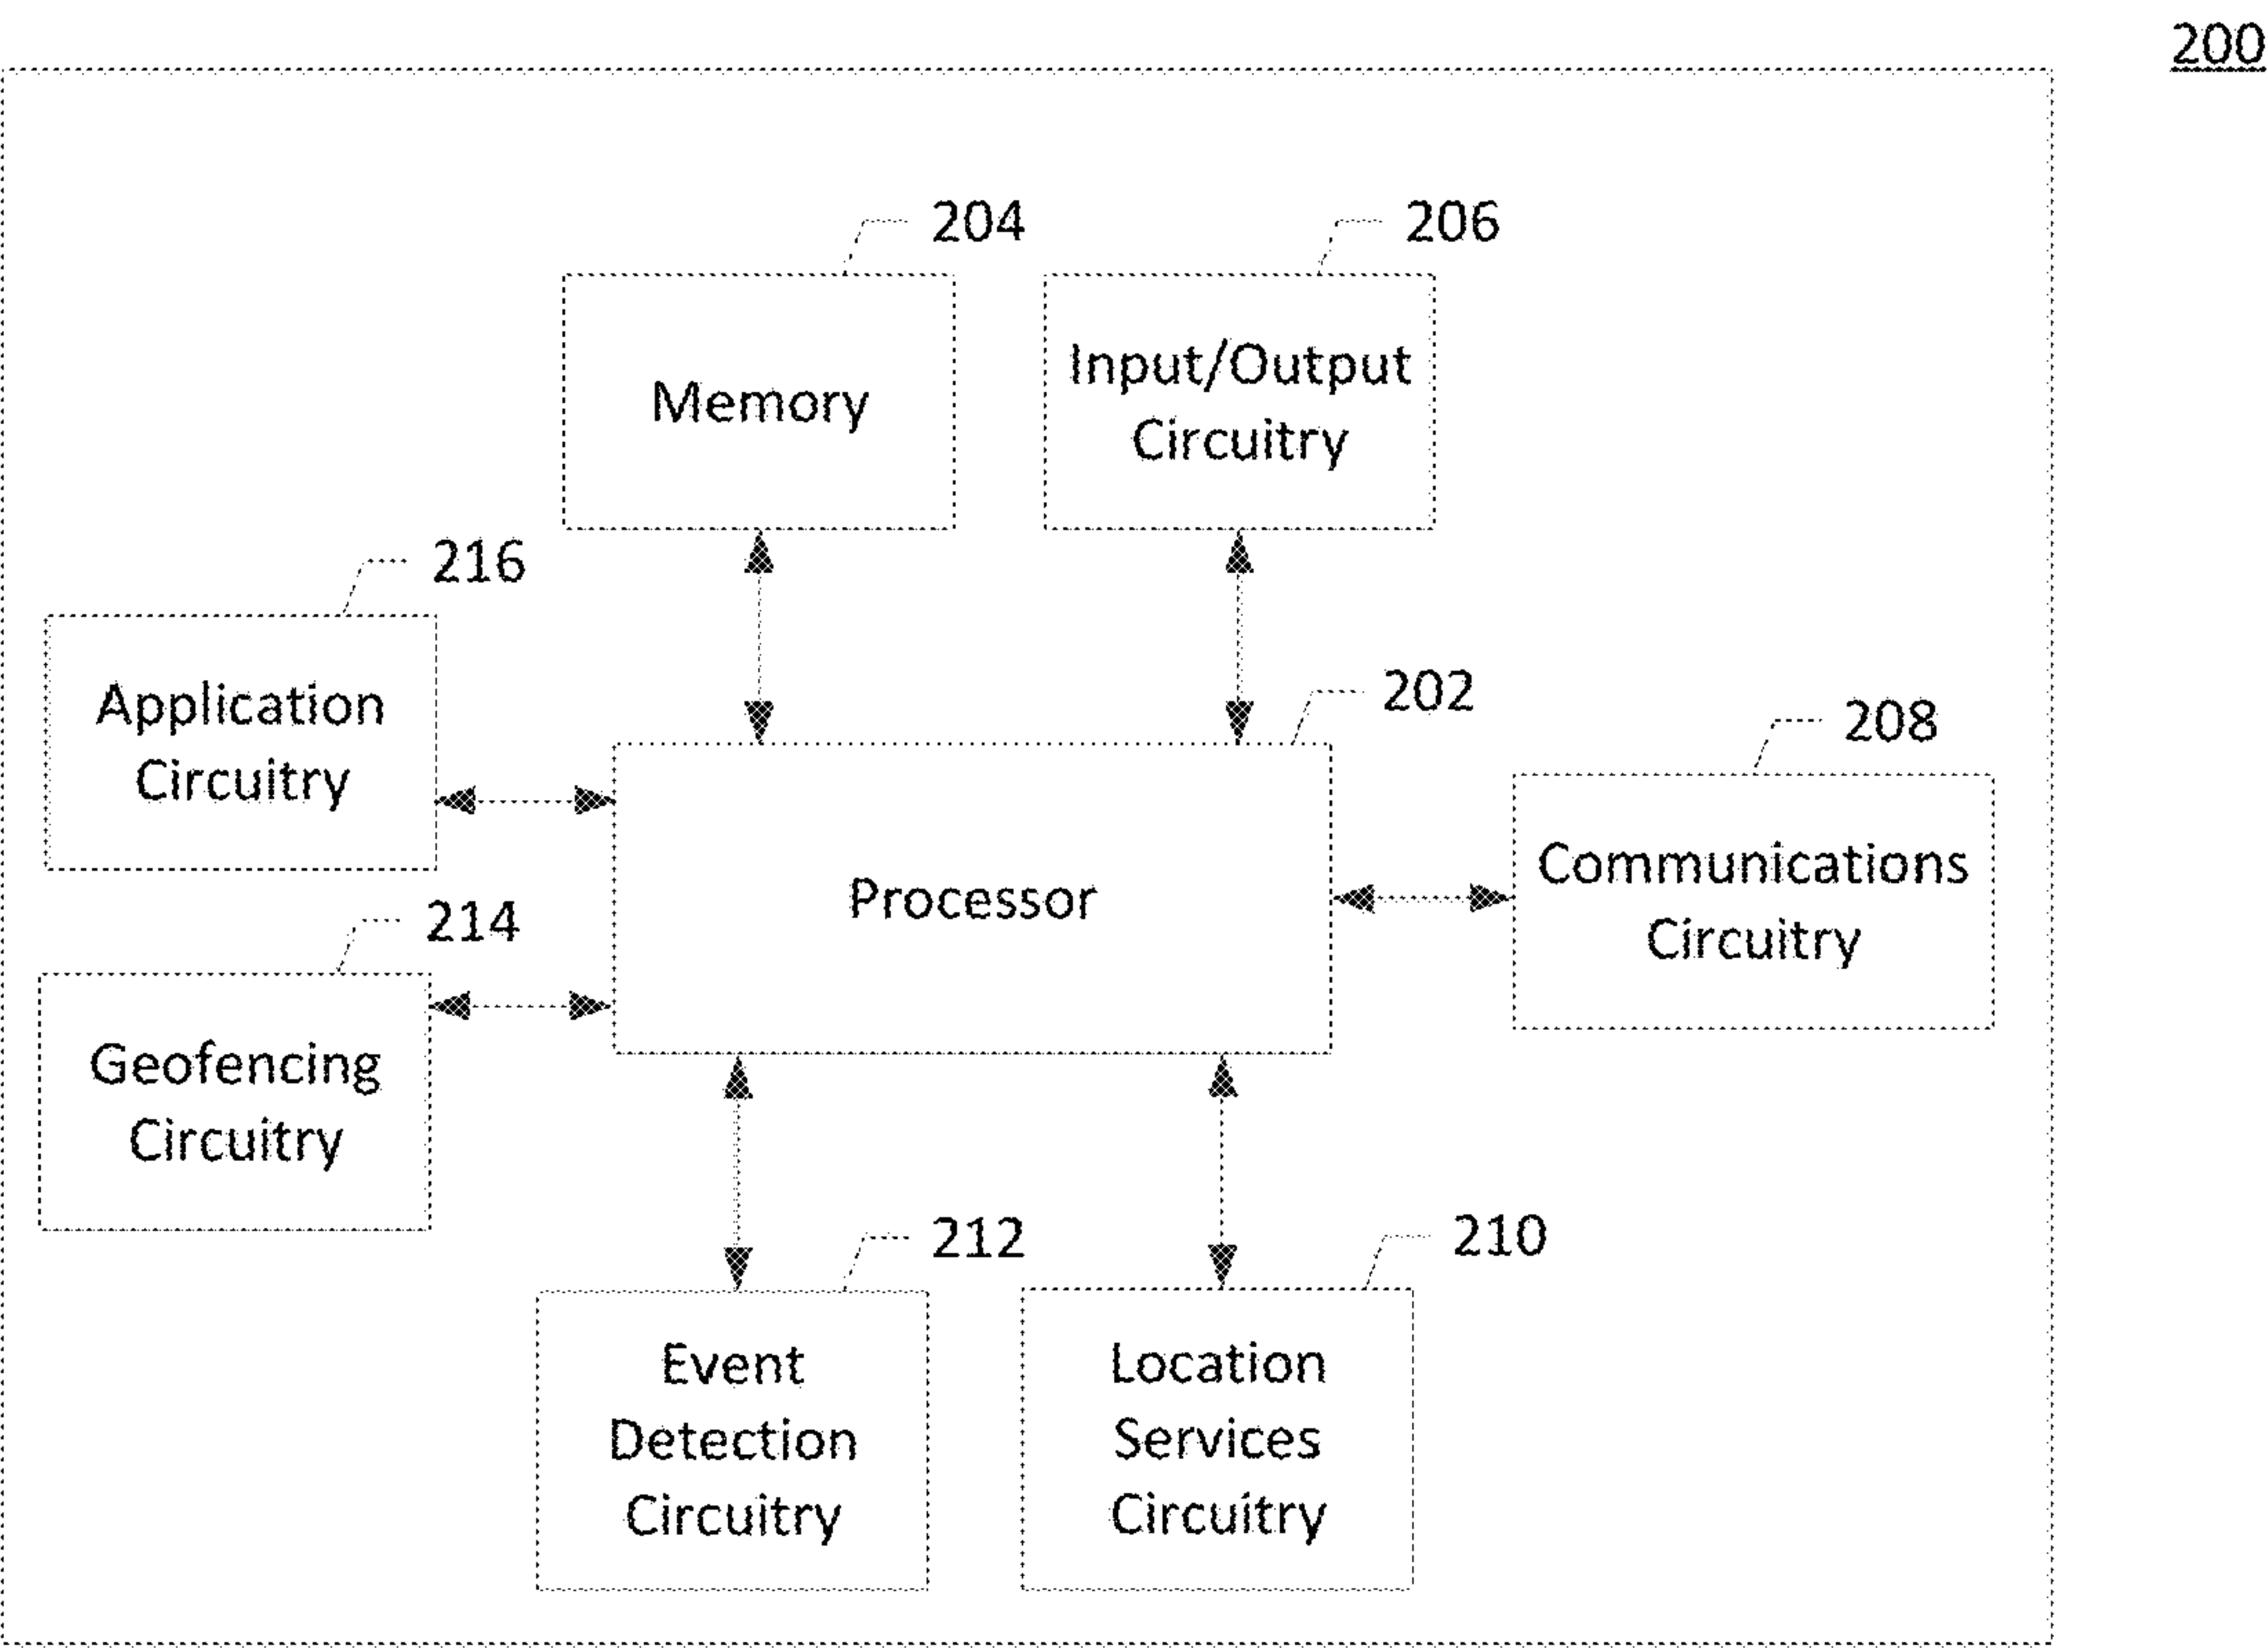 200
204
206
Memory
Input/Output
Circuitry
216
Application
Circuitry
202
208
Processor
Communications
Circuitry
214
Geofencing
Circuitry
212
210
Event
Detection
Circuitry
Location
Services
Circuitry